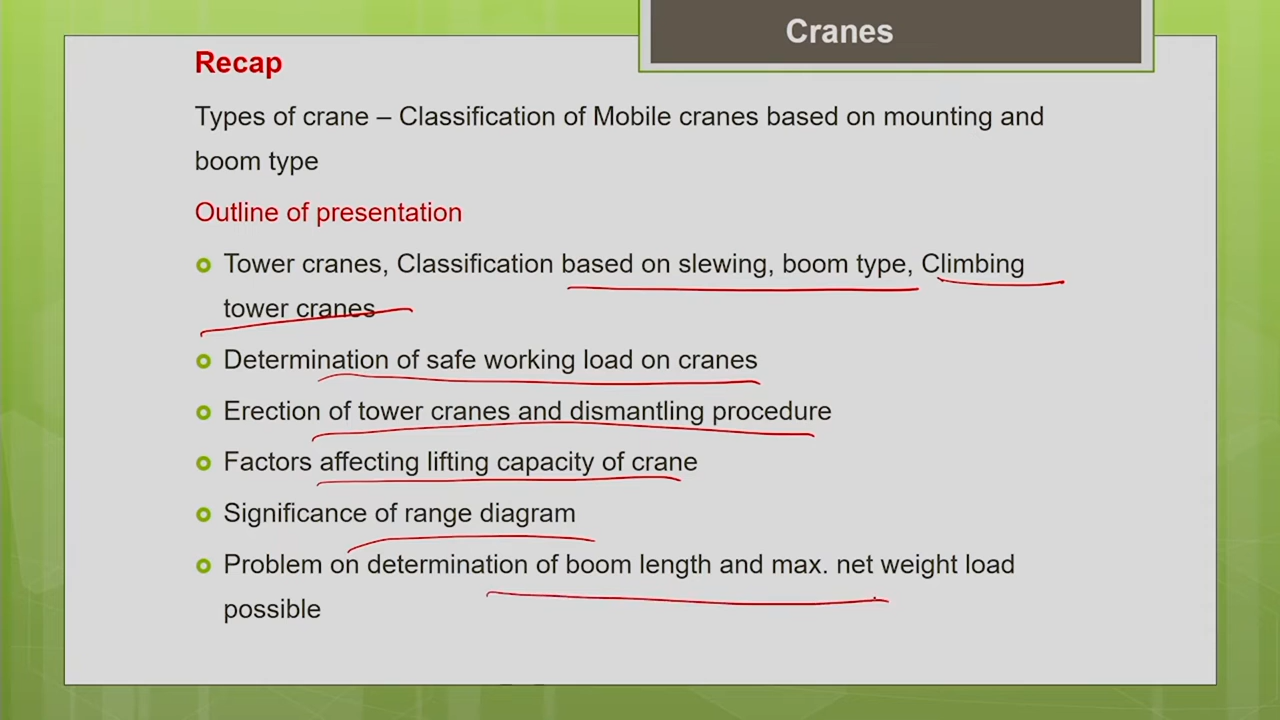 Cranes
Recap
Types of crane – Classification of Mobile cranes based on mounting and
boom type
Outline of presentation
Tower cranes, Classification based on slewing, boom type, Climbing
tower cranes
Determination of safe working load on cranes
Erection of tower cranes and dismantling procedure
Factors affecting lifting capacity of crane
Significance of range diagram
Problem on determination of boom length and max. net weight load
possible